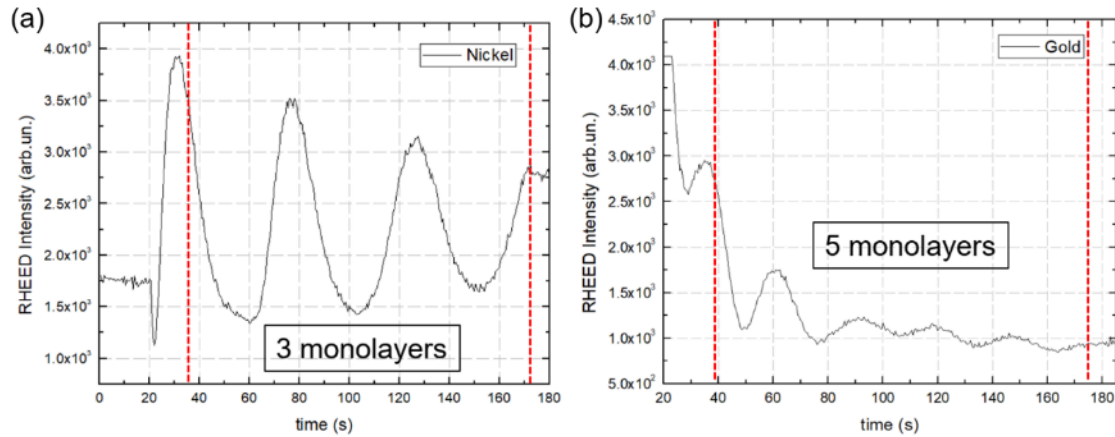 (a)
RHEED Intensity (arb.un.)
4.0x10³
3.5x10³
3.0x10³
2.5x10³
2.0x10³
1.5x10³
1.0x10³
Nickel
3 monolayers
0 20 40 60 80 100 120 140 160 180
time (s)
(b)
RHEED Intensity (arb.un.)
4.5x10³
4.0x10³
3.5x10³
3.0x10³
2.5x10³
2.0x10³
1.5x10³
1.0x10³
5.0x10²
Gold
5 monolayers
20 40 60 80 100 120 140 160 180
time (s)